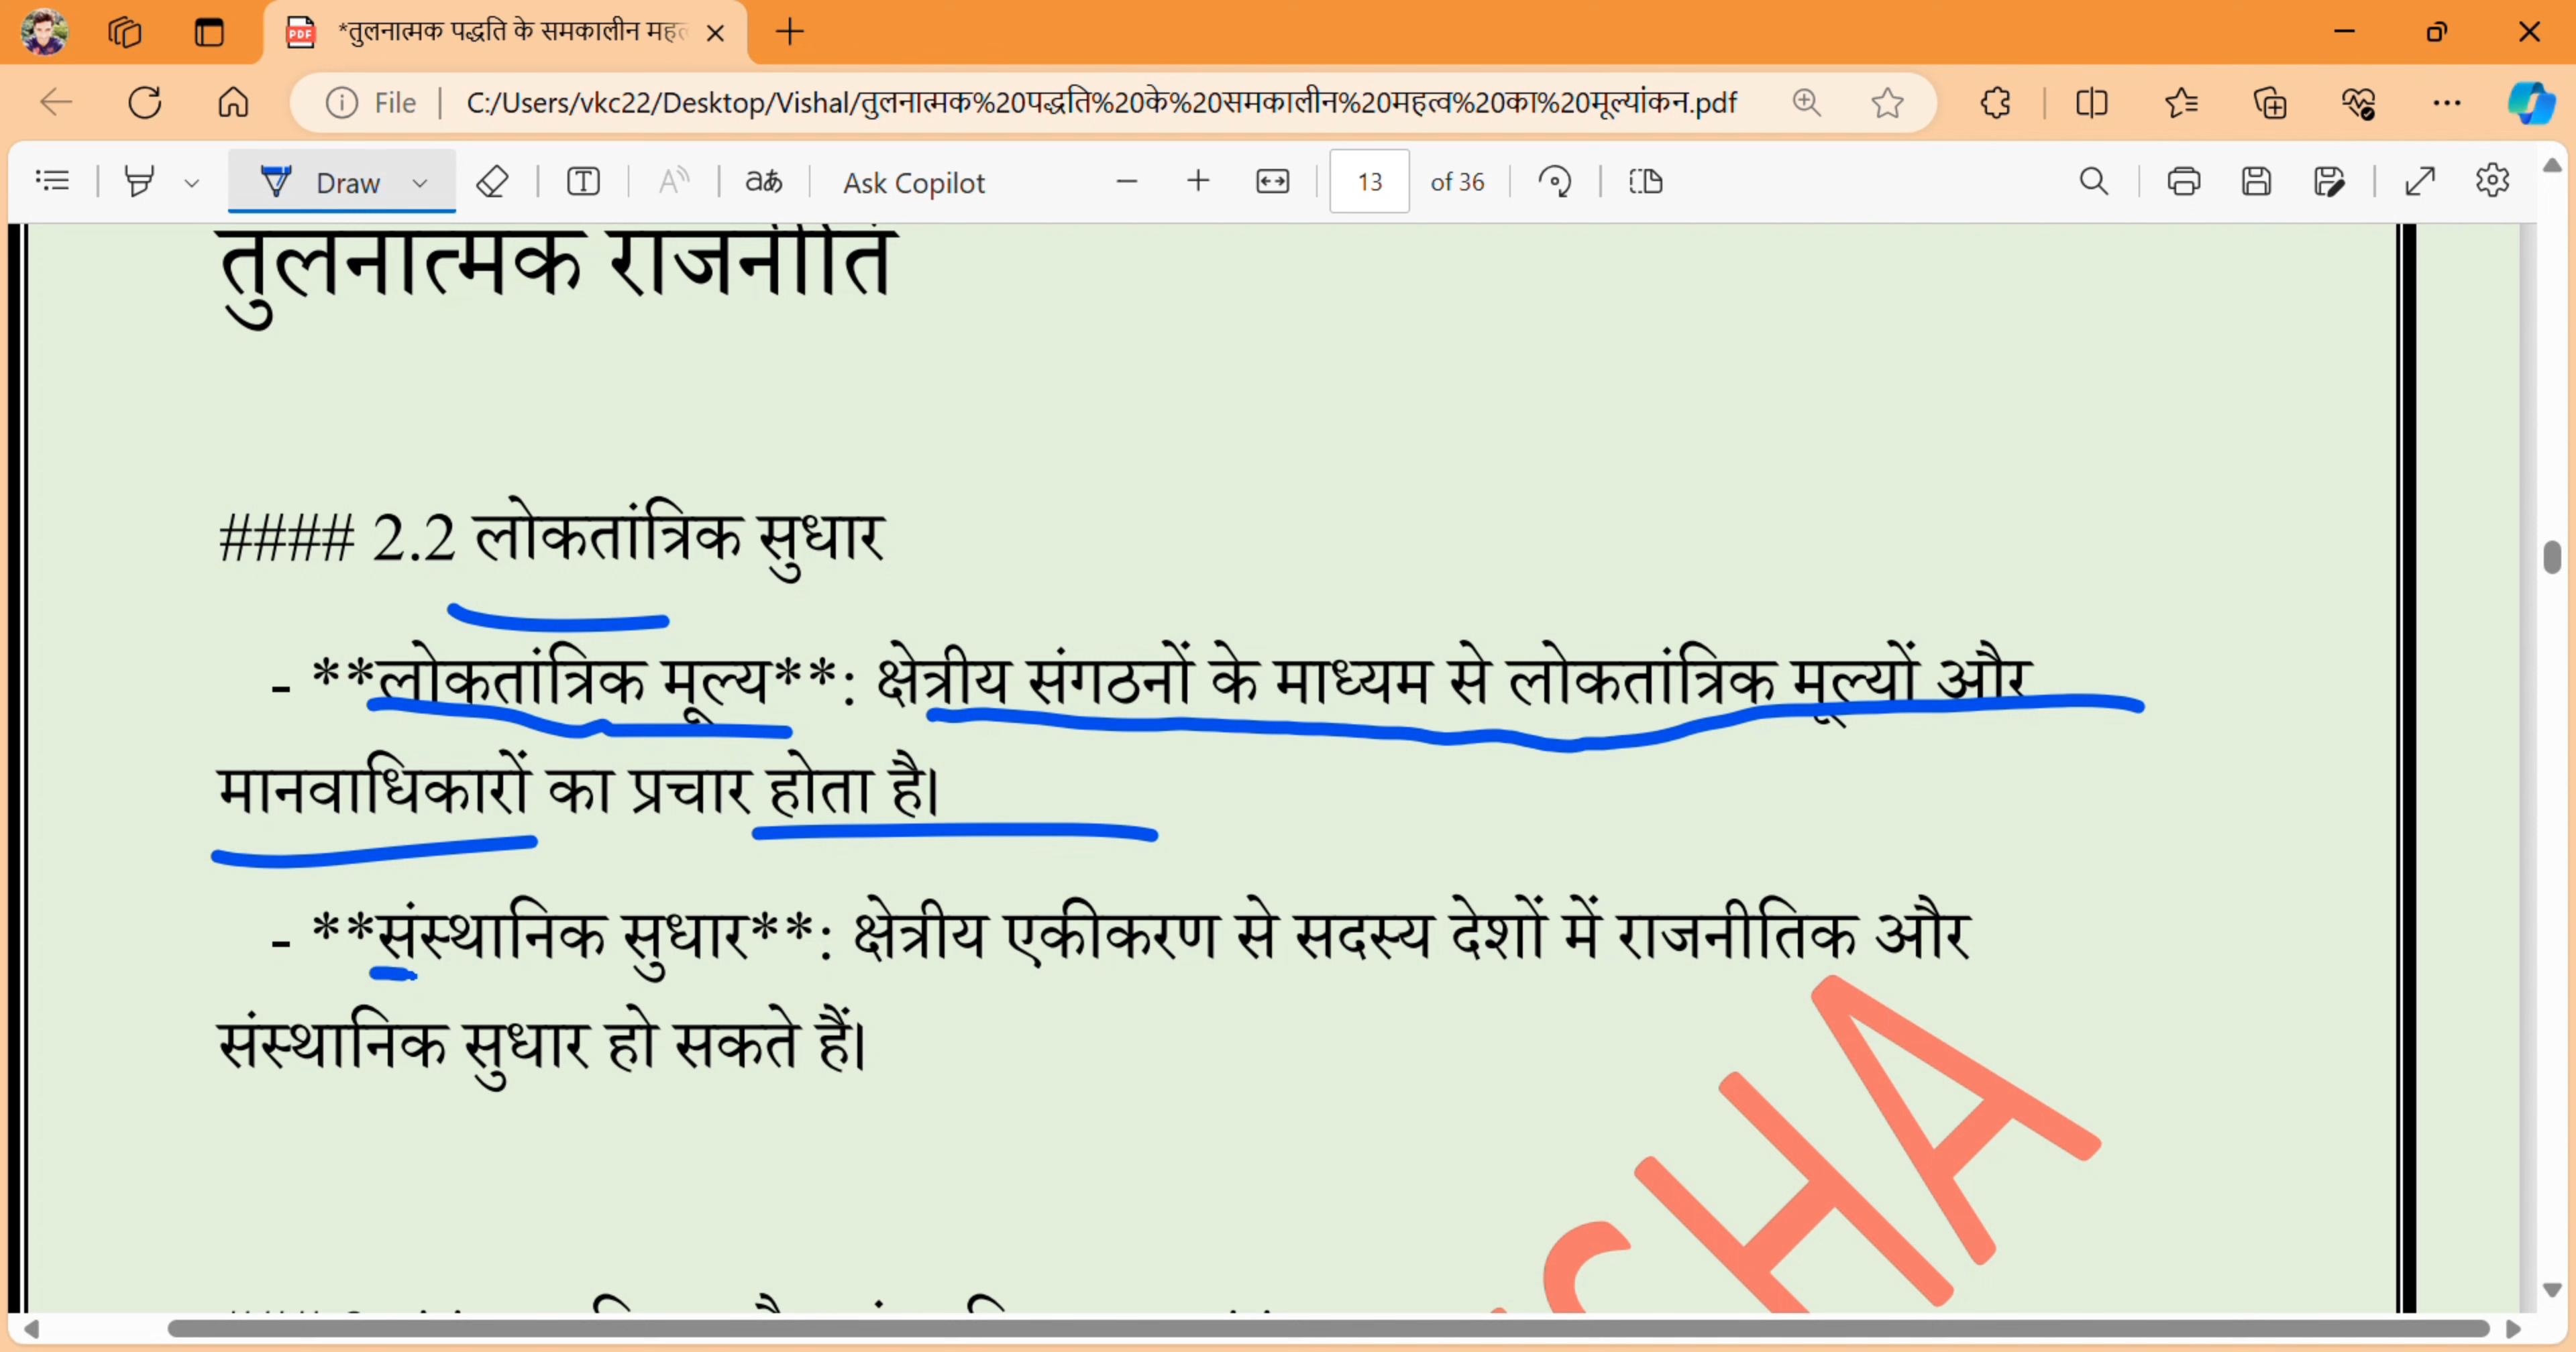 *तुलनात्मक पद्धति के समकालीन
File
C:/Users/vkc22/Desktop/Vishal/तुलनात्मक%20पद्धति%20के%20समकालीन%20महत्व%20का%20मूल्यांकन.pdf
Draw
Ask Copilot
13
of 36
तुलनात्मक राजनीति
#### 2.2 लोकतांत्रिक सुधार
- **लोकतांत्रिक मूल्य**: क्षेत्रीय संगठनों के माध्यम से लोकतांत्रिक मूल्यों और
मानवाधिकारों का प्रचार होता है।
- **संस्थानिक सुधार**: क्षेत्रीय एकीकरण से सदस्य देशों में राजनीतिक और
संस्थानिक सुधार हो सकते हैं।
HA